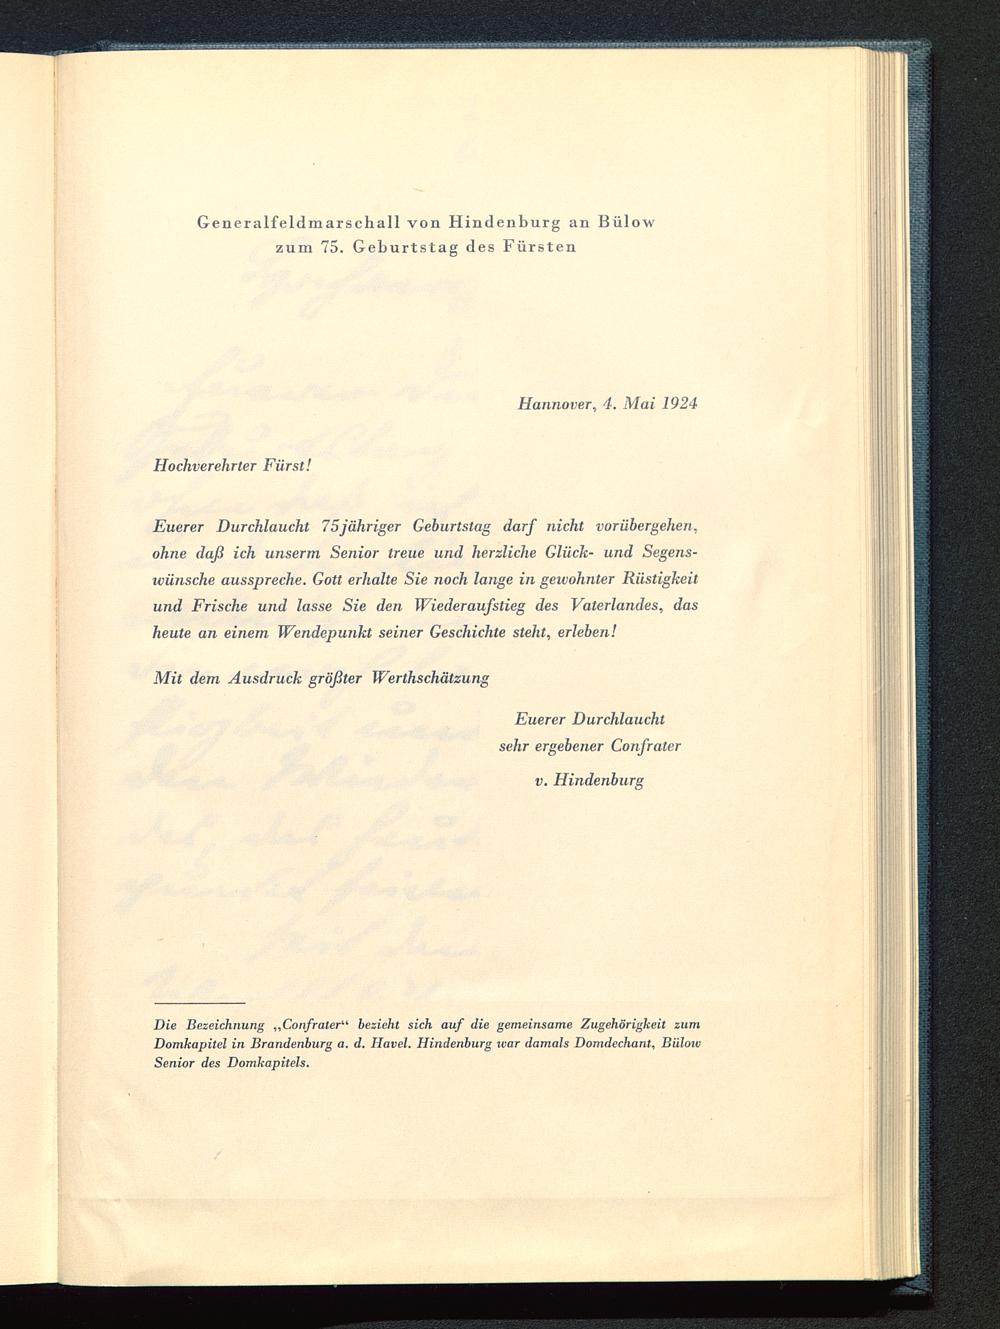 Generalfeldmarschall von Hindenburg an Bülow
zum 75. Geburtstag des Fürsten
Hannover, 4. Mai 1924
Hochverehrter Fürst!
Euerer Durchlaucht 75jähriger Geburtstag darf nicht vorübergehen,
ohne daß ich unserm Senior treue und herzliche Glück- und Segens-
wünsche ausspreche. Gott erhalte Sie noch lange in gewohnter Rüstigkeit
und Frische und lasse Sie den Wiederaufstieg des Vaterlandes, das
heute an einem Wendepunkt seiner Geschichte steht, erleben!
Mit dem Ausdruck größter Werthschätzung
Euerer Durchlaucht
sehr ergebener Confrater
v. Hindenburg
Die Bezeichnung „Confrater“ bezieht sich auf die gemeinsame Zugehörigkeit zum
Domkapitel in Brandenburg a. d. Havel. Hindenburg war damals Domdechant, Bülow
Senior des Domkapitels.